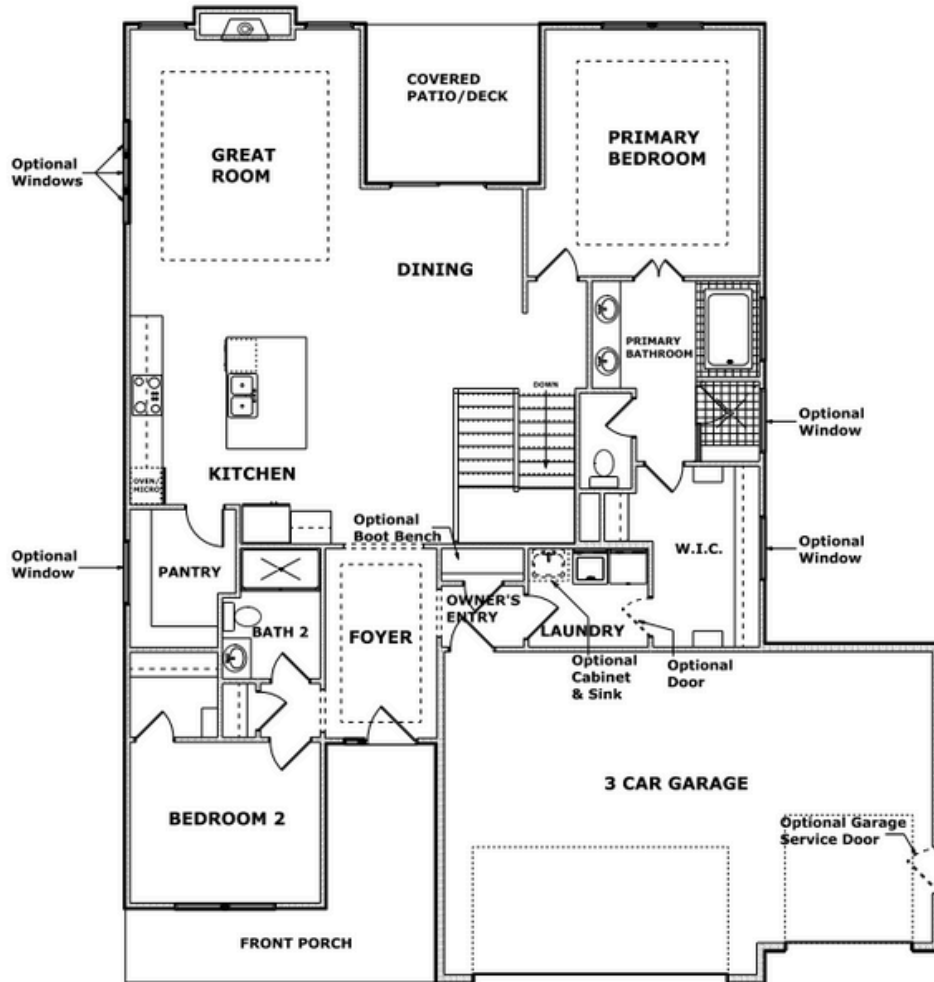 COVERED
PATIO/DECK
GREAT
ROOM
PRIMARY
BEDROOM
Optional
Windows
DINING
PRIMARY
BATHROOM
DOWN
Optional
Window
KITCHEN
OVEN/
MICRO
Optional
Boot Bench
Optional
Window
PANTRY
W.I.C.
Optional
Window
OWNER'S
ENTRY
BATH 2
FOYER
LAUNDRY
Optional
Cabinet
& Sink
Optional
Door
3 CAR GARAGE
BEDROOM 2
Optional Garage
Service Door
FRONT PORCH